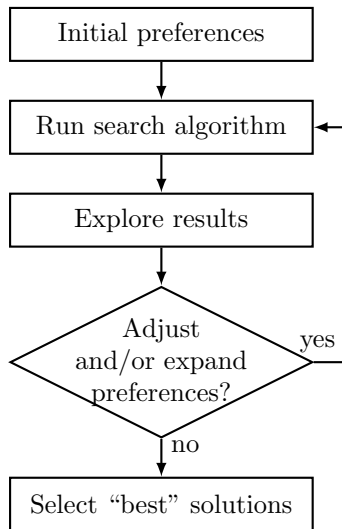 Initial preferences
Run search algorithm
Explore results
Adjust
and/or expand
preferences?
yes
no
Select “best” solutions